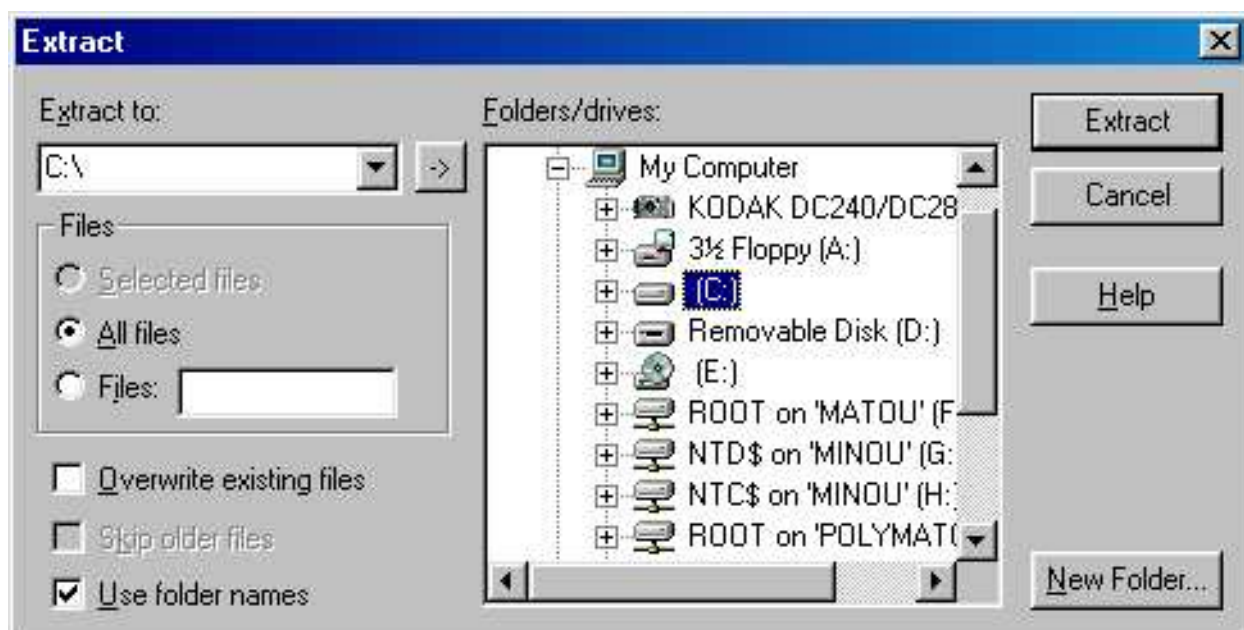 Extract
Extract to:
C:\
->
Files
Selected files
All files
Files:
Overwrite existing files
Skip older files
Use folder names
Folders/drives:
My Computer
KODAK DC240/DC28
3½ Floppy (A:)
(C:)
Removable Disk (D:)
(E:)
ROOT on 'MATOU' (F
NTD$ on 'MINOU' (G:
NTC$ on 'MINOU' (H:
ROOT on 'POLYMATO
Extract
Cancel
Help
New Folder...